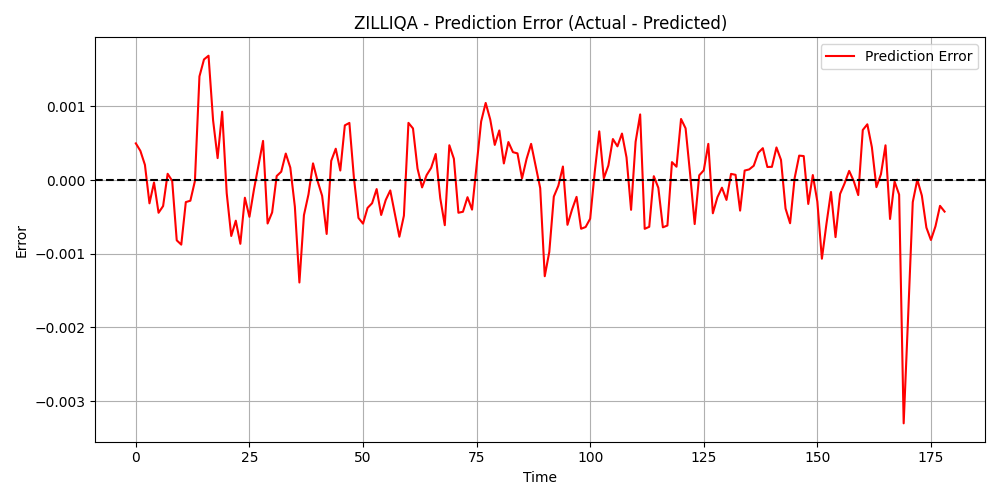 ZILLIQA - Prediction Error (Actual - Predicted)
Prediction Error
0.001
0.000
−0.001
−0.002
−0.003
Error
0 25 50 75 100 125 150 175
Time